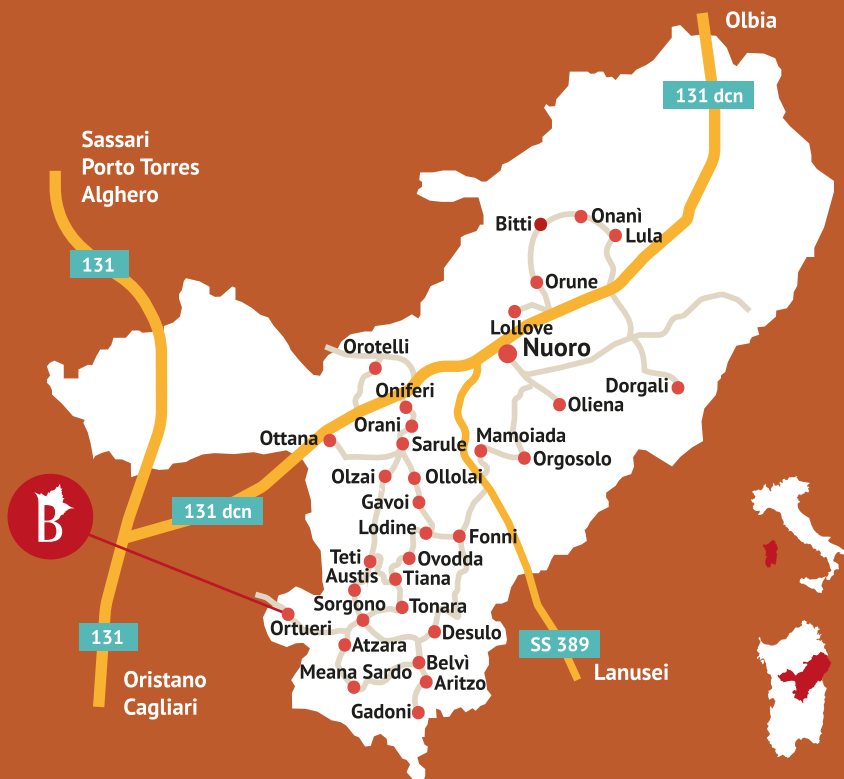 Olbia
131 dcn
Sassari
Porto Torres
Alghero
131
Bitti
Onanì
Lula
Orune
Lollove
Nuoro
Orotelli
Oniferi
Dorgali
Oliena
Orani
Ottana
Sarule
Mamoiada
Orgosolo
Olzai
Ollolai
Gavoi
131 dcn
B
Lodine
Fonni
Teti
Ovodda
Austis
Tiana
Sorgono
Tonara
Ortueri
Desulo
131
SS 389
Atzara
Belvì
Meana Sardo
Aritzo
Lanusei
Oristano
Cagliari
Gadoni